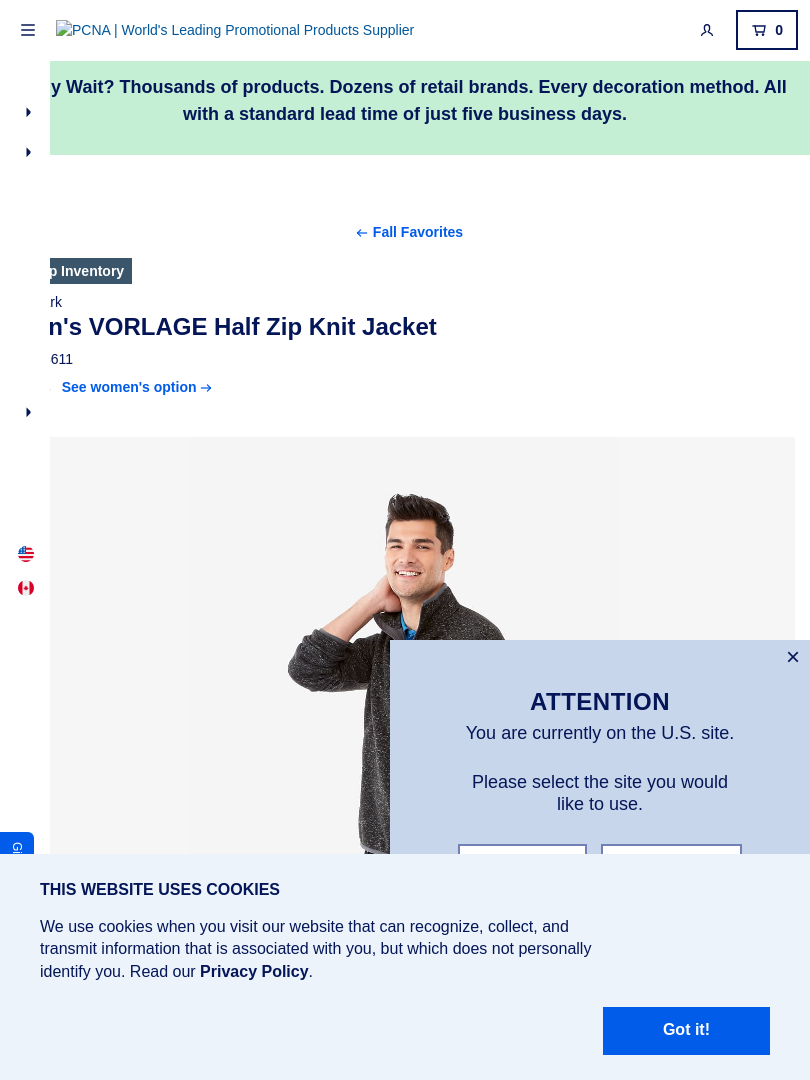 PCNA | World's Leading Promotional Products Supplier
0
Wait? Thousands of products. Dozens of retail brands. Every decoration method. All
with a standard lead time of just five business days.
Fall Favorites
Inventory
VORLAGE Half Zip Knit Jacket
611
See women's option
ATTENTION
You are currently on the U.S. site.
Please select the site you would
like to use.
THIS WEBSITE USES COOKIES
We use cookies when you visit our website that can recognize, collect, and
transmit information that is associated with you, but which does not personally
identify you. Read our Privacy Policy.
Got it!